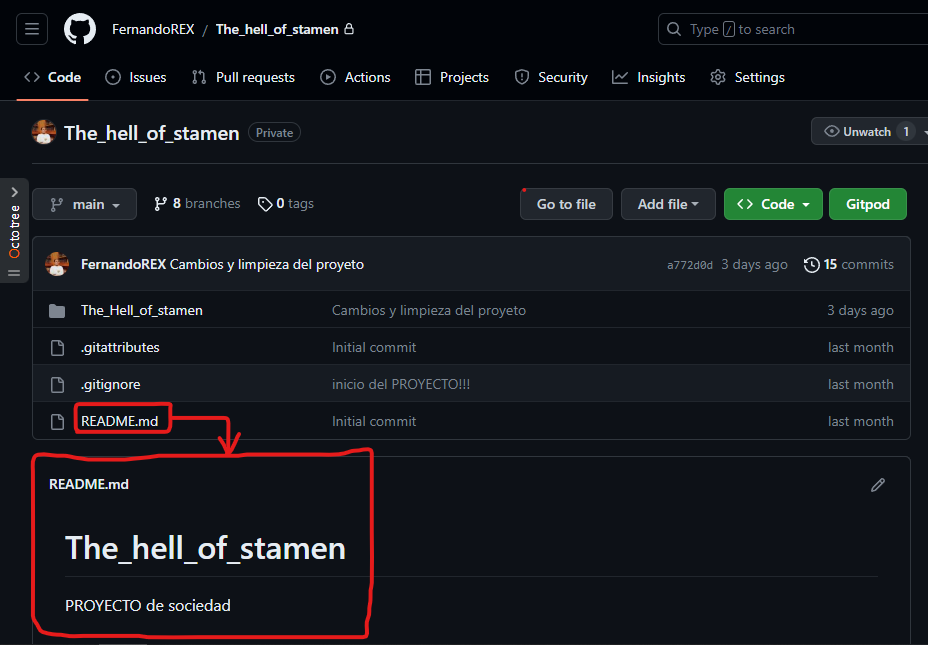 FernandoREX / The_hell_of_stamen
Type / to search
Code
Issues
Pull requests
Actions
Projects
Security
Insights
Settings
The_hell_of_stamen Private
Unwatch 1
Octotree
main
8 branches
0 tags
Go to file
Add file
Code
Gitpod
FernandoREX Cambios y limpieza del proyeto
a772d0d 3 days ago
15 commits
The_Hell_of_stamen Cambios y limpieza del proyeto 3 days ago
.gitattributes Initial commit last month
.gitignore inicio del PROYECTO!!! last month
README.md Initial commit last month
README.md
The_hell_of_stamen
PROYECTO de sociedad